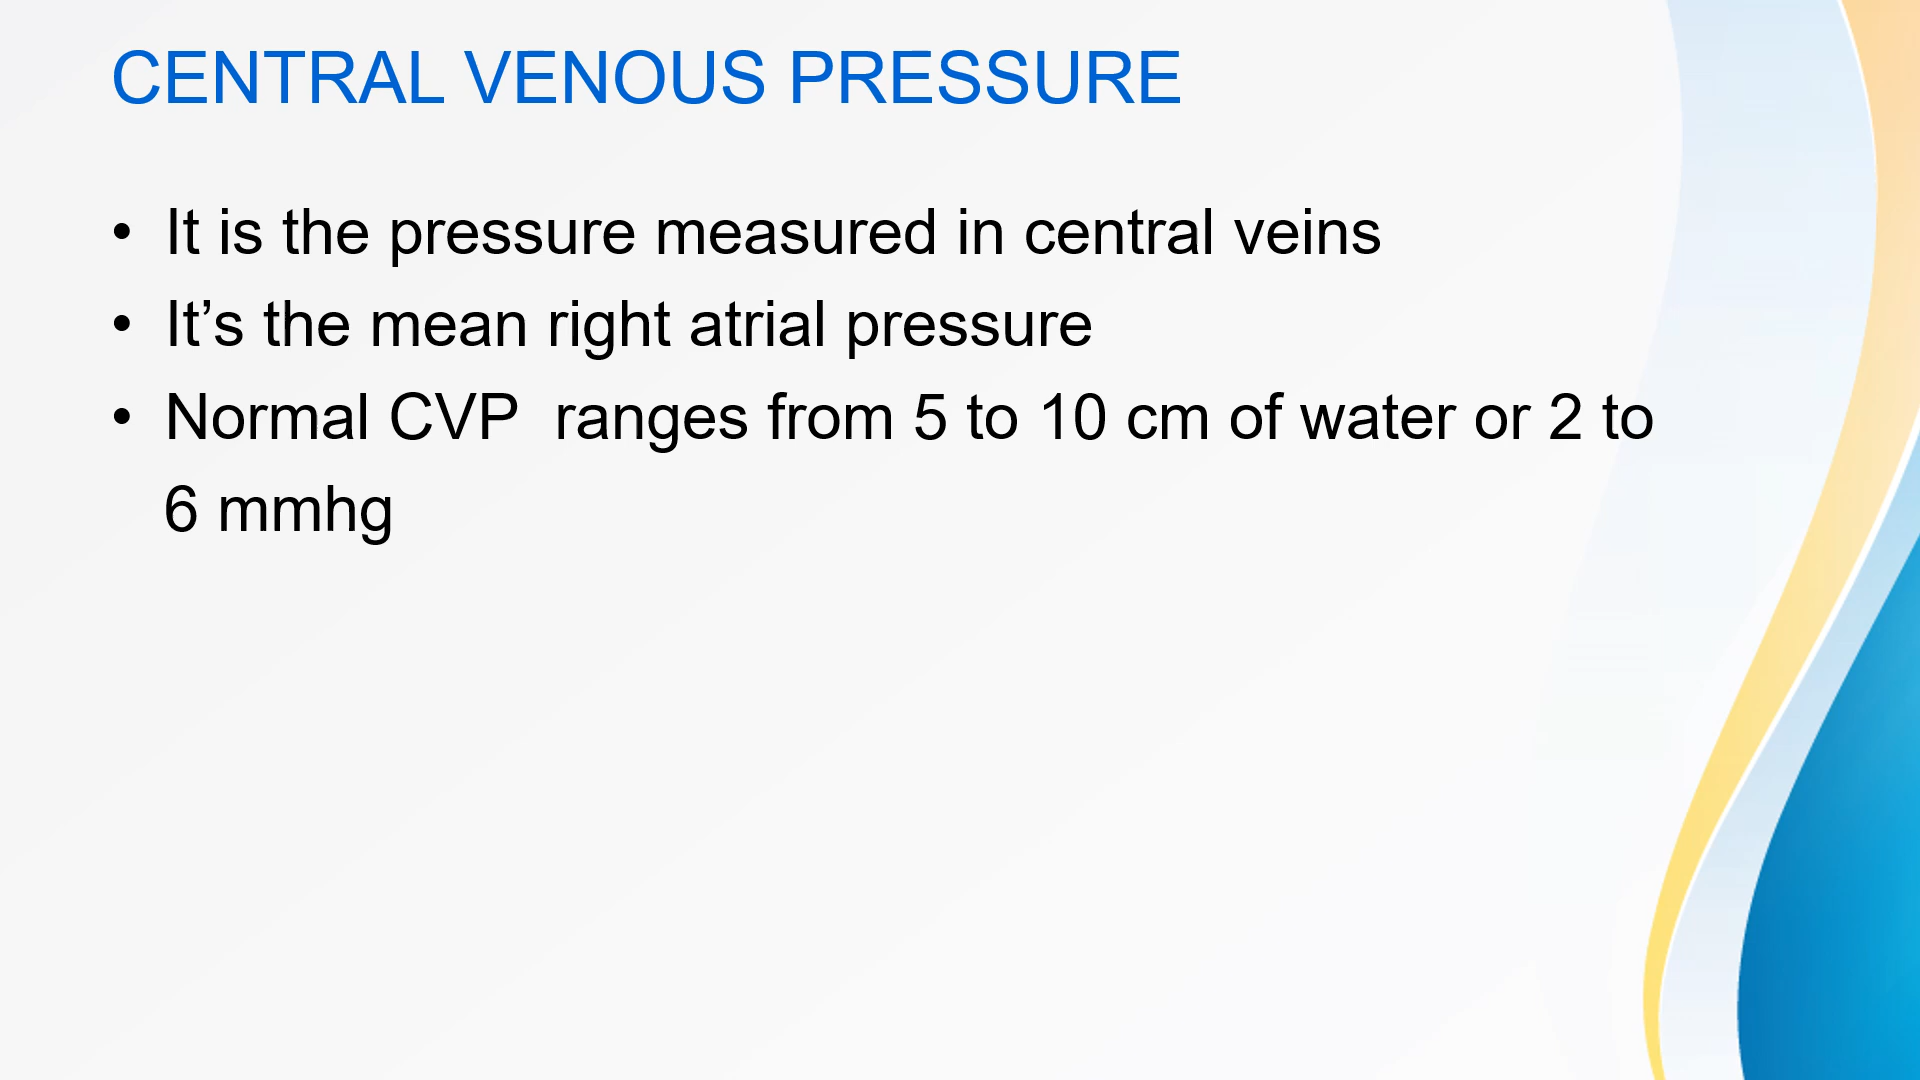 CENTRAL VENOUS PRESSURE
• It is the pressure measured in central veins
• It’s the mean right atrial pressure
• Normal CVP  ranges from 5 to 10 cm of water or 2 to
6 mmhg